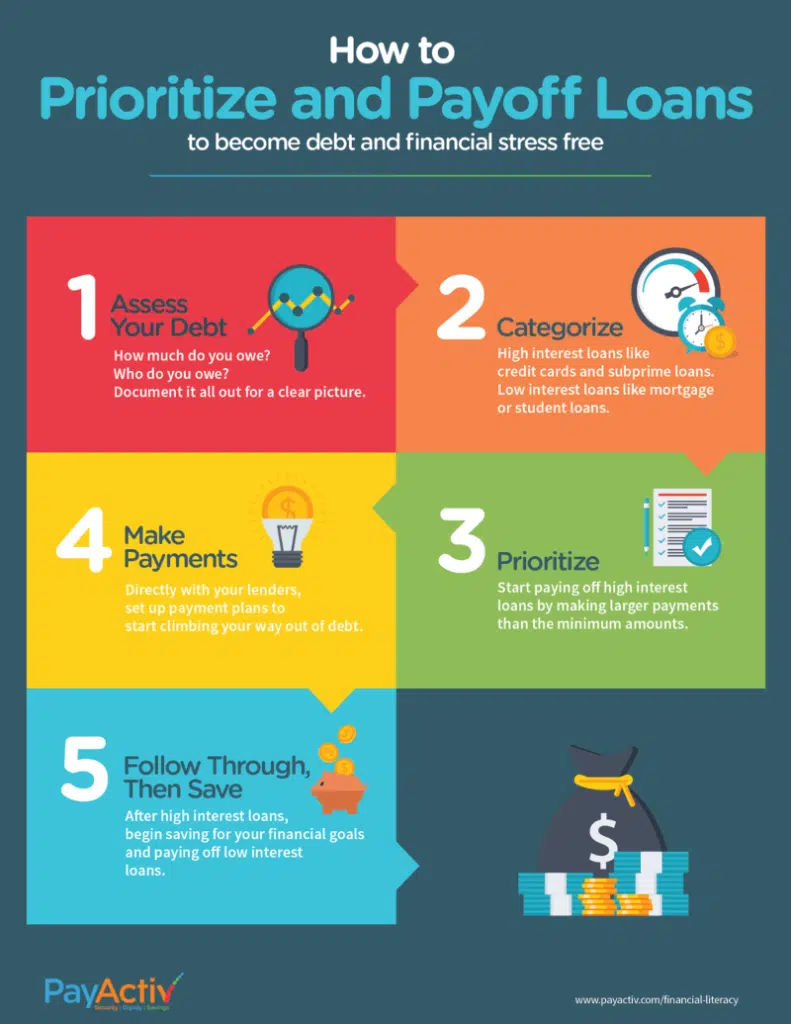 How to
Prioritize and Payoff Loans
to become debt and financial stress free
1
Assess
Your Debt
How much do you owe?
Who do you owe?
Document it all out for a clear picture.
2
Categorize
High interest loans like
credit cards and subprime loans.
Low interest loans like mortgage
or student loans.
3
Prioritize
Start paying off high interest
loans by making larger payments
than the minimum amounts.
4
Make
Payments
Directly with your lenders,
set up payment plans to
start climbing your way out of debt.
5
Follow Through,
Then Save
After high interest loans,
begin saving for your financial goals
and paying off low interest
loans.
$
PayActiv
Security | Dignity | Savings
www.payactiv.com/financial-literacy